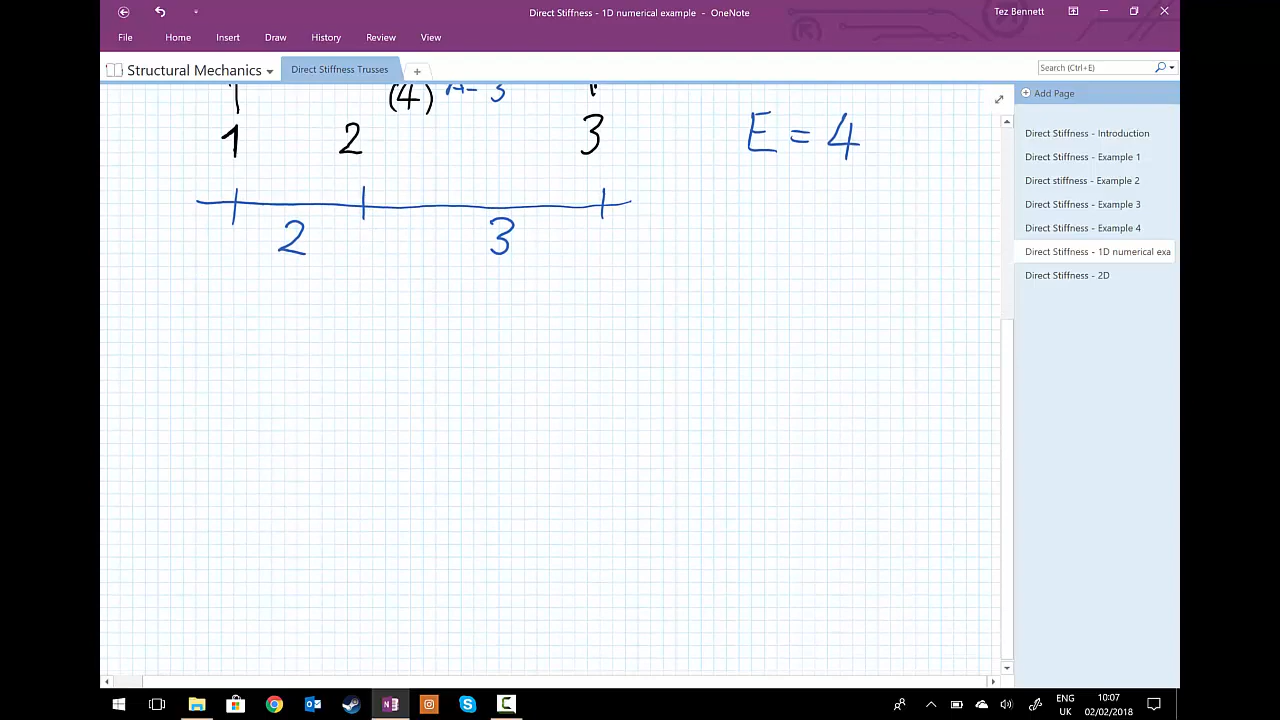 Direct Stiffness - 1D numerical example - OneNote
Tez Bennett
File Home Insert Draw History Review View
Structural Mechanics
Direct Stiffness Trusses
Search (Ctrl+E)
Add Page
Direct Stiffness - Introduction
Direct Stiffness - Example 1
Direct stiffness - Example 2
Direct Stiffness - Example 3
Direct Stiffness - Example 4
Direct Stiffness - 1D numerical exa
Direct Stiffness - 2D
(4)
1 2 3
E = 4
2 3
ENG
UK
10:07
02/02/2018